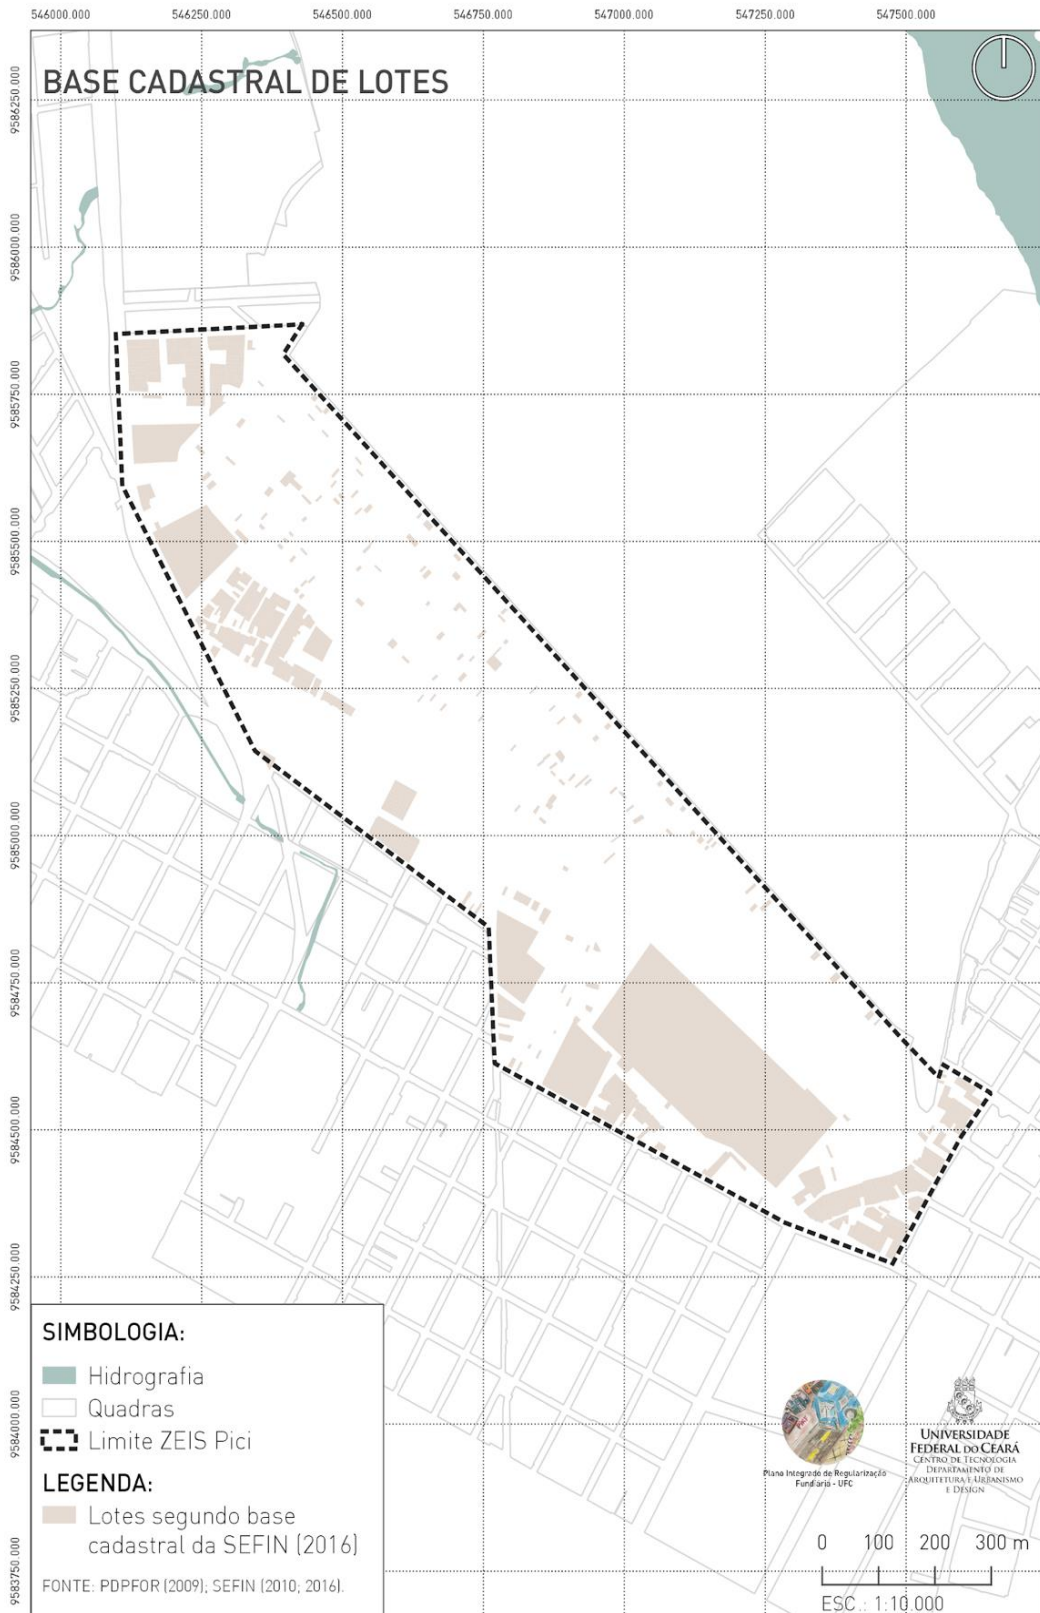 546000.000 546250.000 546500.000 546750.000 547000.000 547250.000 547500.000
BASE CADASTRAL DE LOTES
9586250.000
9586000.000
9585750.000
9585500.000
9585250.000
9585000.000
9584750.000
9584500.000
9584250.000
9584000.000
9583750.000
SIMBOLOGIA:
Hidrografia
Quadras
Limite ZEIS Pici
LEGENDA:
Lotes segundo base
cadastral da SEFIN (2016)
FONTE: PDPFOR (2009); SEFIN (2010; 2016).
Plano Integrado de Regularização
Fundiária - UFC
UNIVERSIDADE
FEDERAL DO CEARÁ
CENTRO DE TECNOLOGIA
DEPARTAMENTO DE
ARQUITETURA E URBANISMO
E DESIGN
0 100 200 300 m
ESC.: 1:10.000